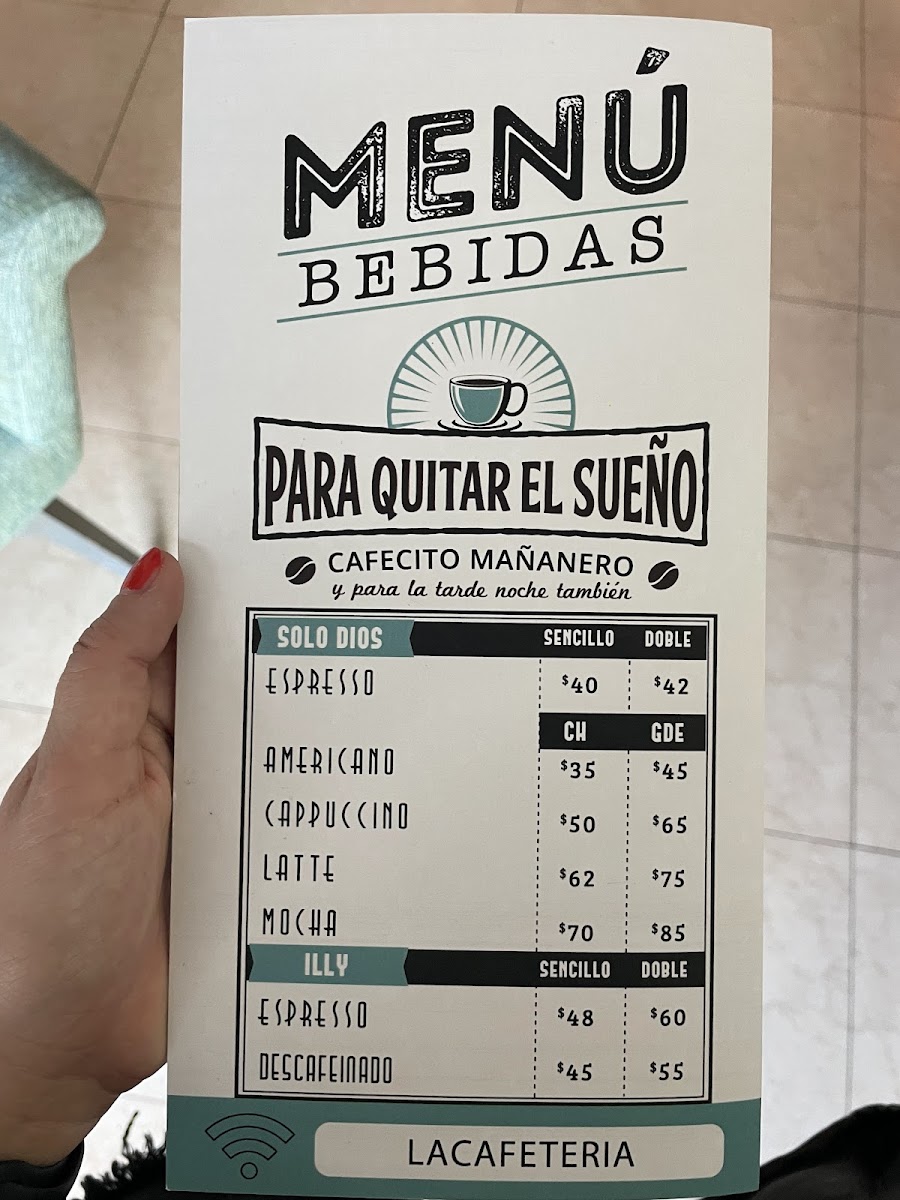 MENÚ
BEBIDAS
PARA QUITAR EL SUEÑO
CAFECITO MAÑANERO
y para la tarde noche también
SOLO DIOS SENCILLO DOBLE
ESPRESSO $40 $42
CH GDE
AMERICANO $35 $45
CAPPUCCINO $50 $65
LATTE $62 $75
MOCHA $70 $85
ILLY SENCILLO DOBLE
ESPRESSO $48 $60
DESCAFEINADO $45 $55
LACAFETERIA